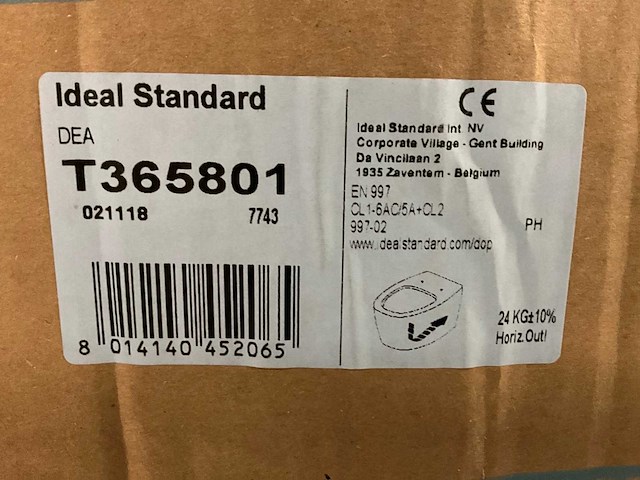 Ideal Standard
DEA
T365801
021118 7743
8 014140 452065
CE
Ideal Standard Int. NV
Corporate Village - Gent Building
Da Vincilaan 2
1935 Zaventem - Belgium
EN 997
CL1-6AC/5A+CL2
997-02
PH
www.idealstandard.com/dop
24 KG±10%
Horiz.Outl